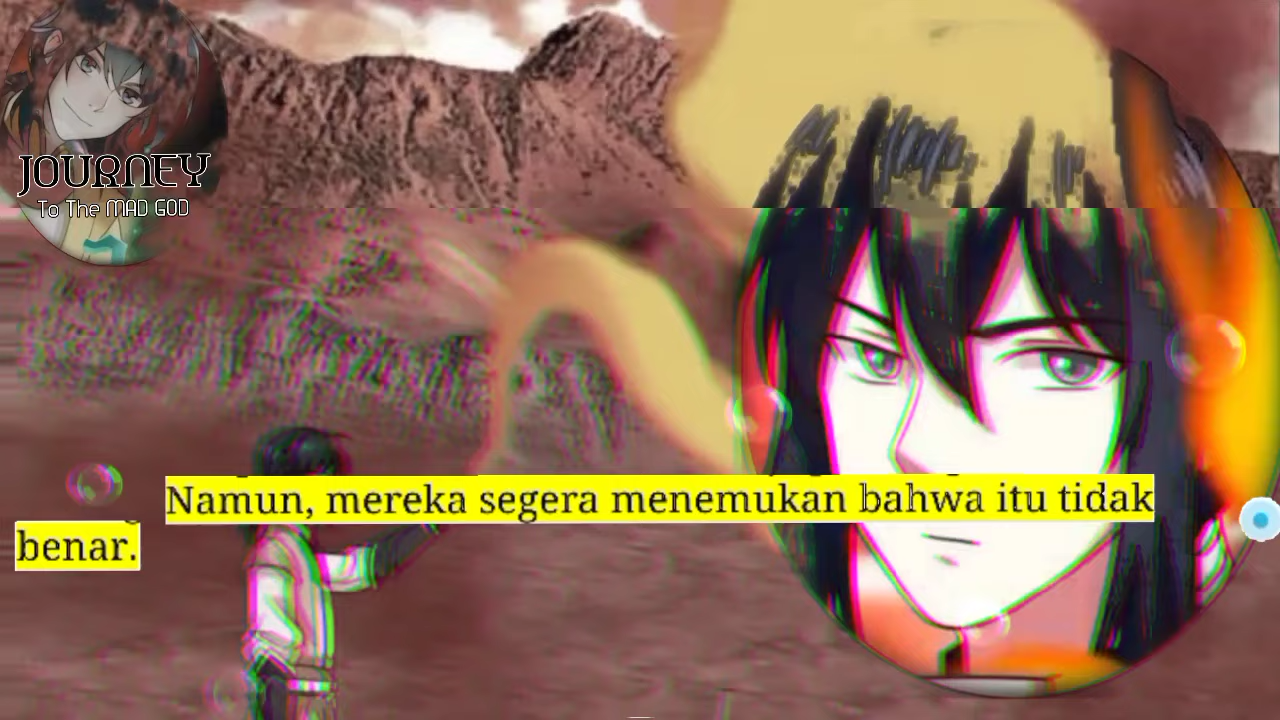 JOURNEY
To The MAD GOD
Namun, mereka segera menemukan bahwa itu tidak
benar.